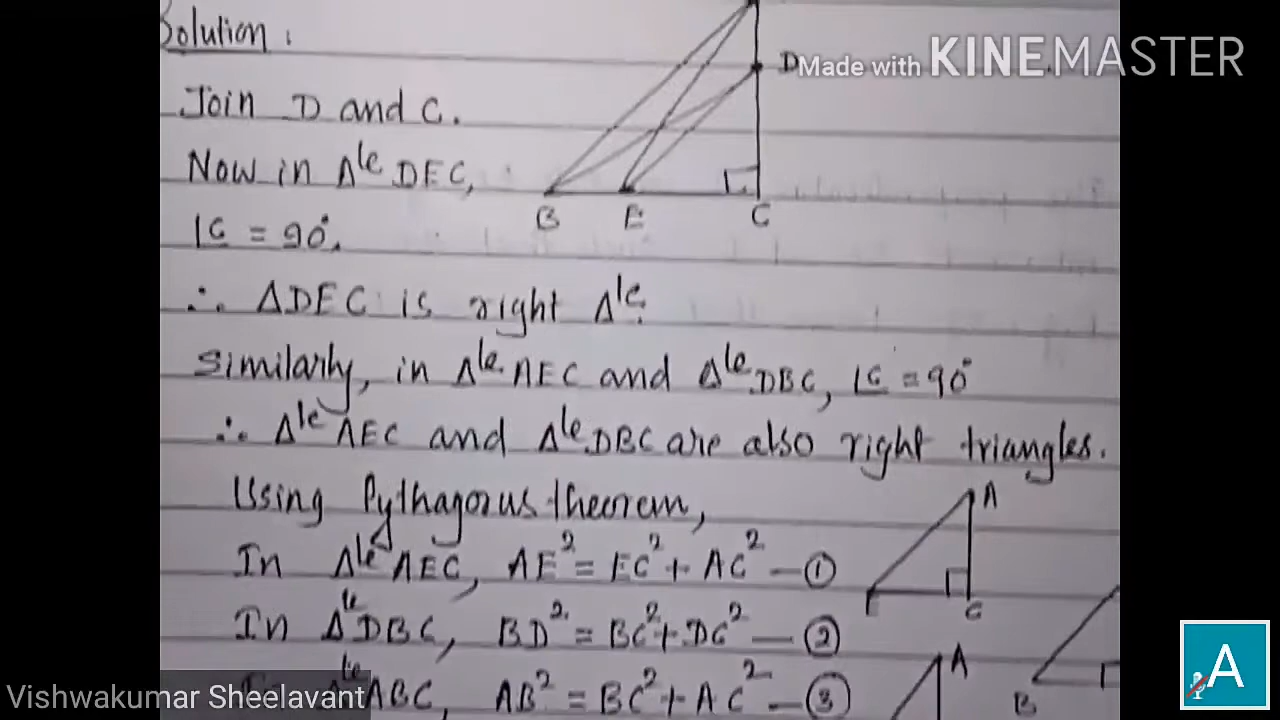 Solution :
D
Made with KINEMASTER
Join D and C.
Now in Δle DEC,
B E C
∠C = 90°.
∴ ΔDEC is right Δle.
Similarly, in Δle AEC and Δle DBC, ∠C = 90°
∴ Δle AEC and Δle DBC are also right triangles.
Using Pythagorus theorem,
A
In Δle AEC, AE² = EC² + AC² — ①
E C
In Δle DBC, BD² = BC² + DC² — ②
A
Δle ABC, AB² = BC² + AC² — ③
B
Vishwakumar Sheelavant
A